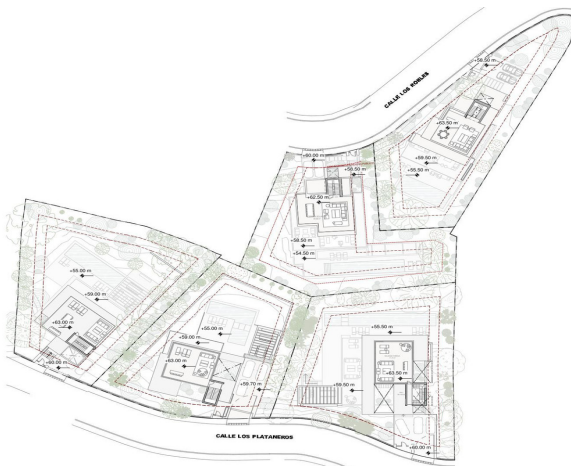 +56.50 m
CALLE LOS ROBLES
+63.50 m
+60.00 m
+58.50 m
+59.50 m
+55.50 m
+62.50 m
+58.50 m
+54.50 m
+55.00 m
+59.00 m
+63.00 m
+60.00 m
+55.00 m
+59.00 m
+63.00 m
+59.70 m
+55.50 m
+63.50 m
+59.50 m
+60.00 m
CALLE LOS PLATANEROS